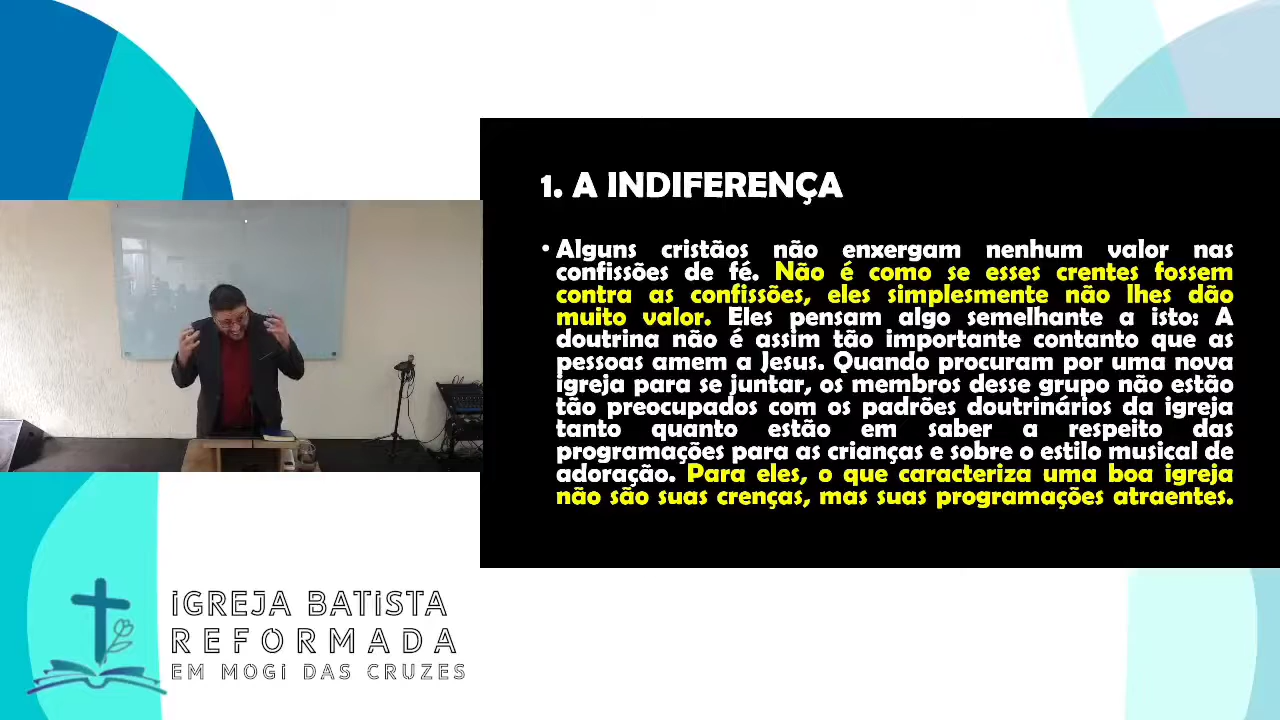 1. A INDIFERENÇA
• Alguns cristãos não enxergam nenhum valor nas
confissões de fé. Não é como se esses crentes fossem
contra as confissões, eles simplesmente não lhes dão
muito valor. Eles pensam algo semelhante a isto: A
doutrina não é assim tão importante contanto que as
pessoas amem a Jesus. Quando procuram por uma nova
igreja para se juntar, os membros desse grupo não estão
tão preocupados com os padrões doutrinários da igreja
tanto quanto estão em saber a respeito das
programações para as crianças e sobre o estilo musical de
adoração. Para eles, o que caracteriza uma boa igreja
não são suas crenças, mas suas programações atraentes.
iGREJA BATiSTA
REFORMADA
EM MOGi DAS CRUZES